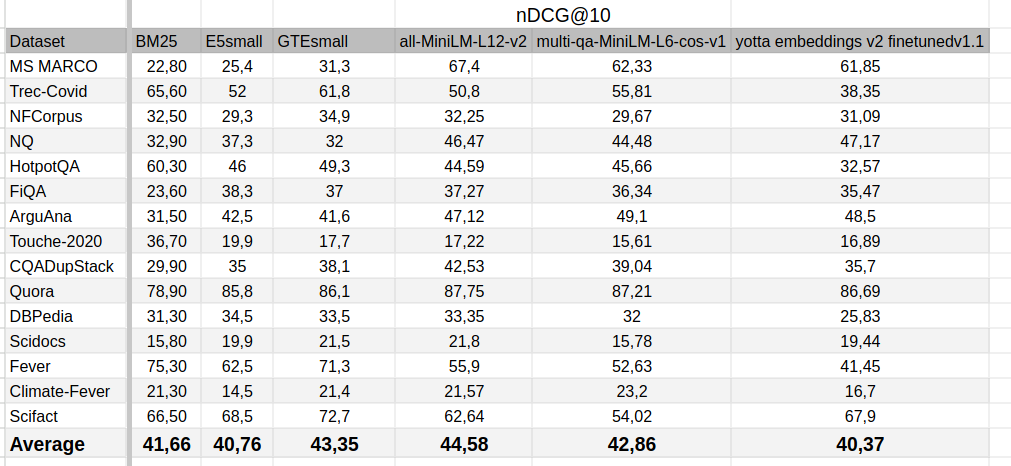 nDCG@10
Dataset BM25 E5small GTEsmall all-MiniLM-L12-v2 multi-qa-MiniLM-L6-cos-v1 yotta embeddings v2 finetunedv1.1
MS MARCO 22,80 25,4 31,3 67,4 62,33 61,85
Trec-Covid 65,60 52 61,8 50,8 55,81 38,35
NFCorpus 32,50 29,3 34,9 32,25 29,67 31,09
NQ 32,90 37,3 32 46,47 44,48 47,17
HotpotQA 60,30 46 49,3 44,59 45,66 32,57
FiQA 23,60 38,3 37 37,27 36,34 35,47
ArguAna 31,50 42,5 41,6 47,12 49,1 48,5
Touche-2020 36,70 19,9 17,7 17,22 15,61 16,89
CQADupStack 29,90 35 38,1 42,53 39,04 35,7
Quora 78,90 85,8 86,1 87,75 87,21 86,69
DBPedia 31,30 34,5 33,5 33,35 32 25,83
Scidocs 15,80 19,9 21,5 21,8 15,78 19,44
Fever 75,30 62,5 71,3 55,9 52,63 41,45
Climate-Fever 21,30 14,5 21,4 21,57 23,2 16,7
Scifact 66,50 68,5 72,7 62,64 54,02 67,9
Average 41,66 40,76 43,35 44,58 42,86 40,37